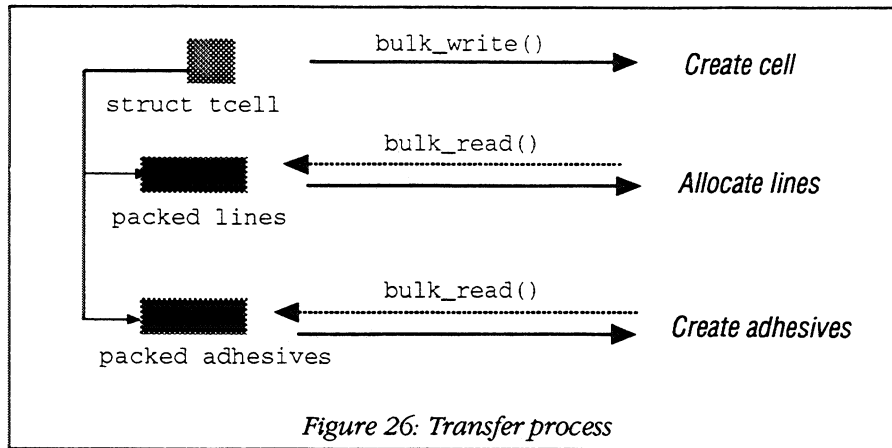 bulk_write()
Create cell
struct tcell
bulk_read()
Allocate lines
packed lines
bulk_read()
Create adhesives
packed adhesives
Figure 26: Transfer process